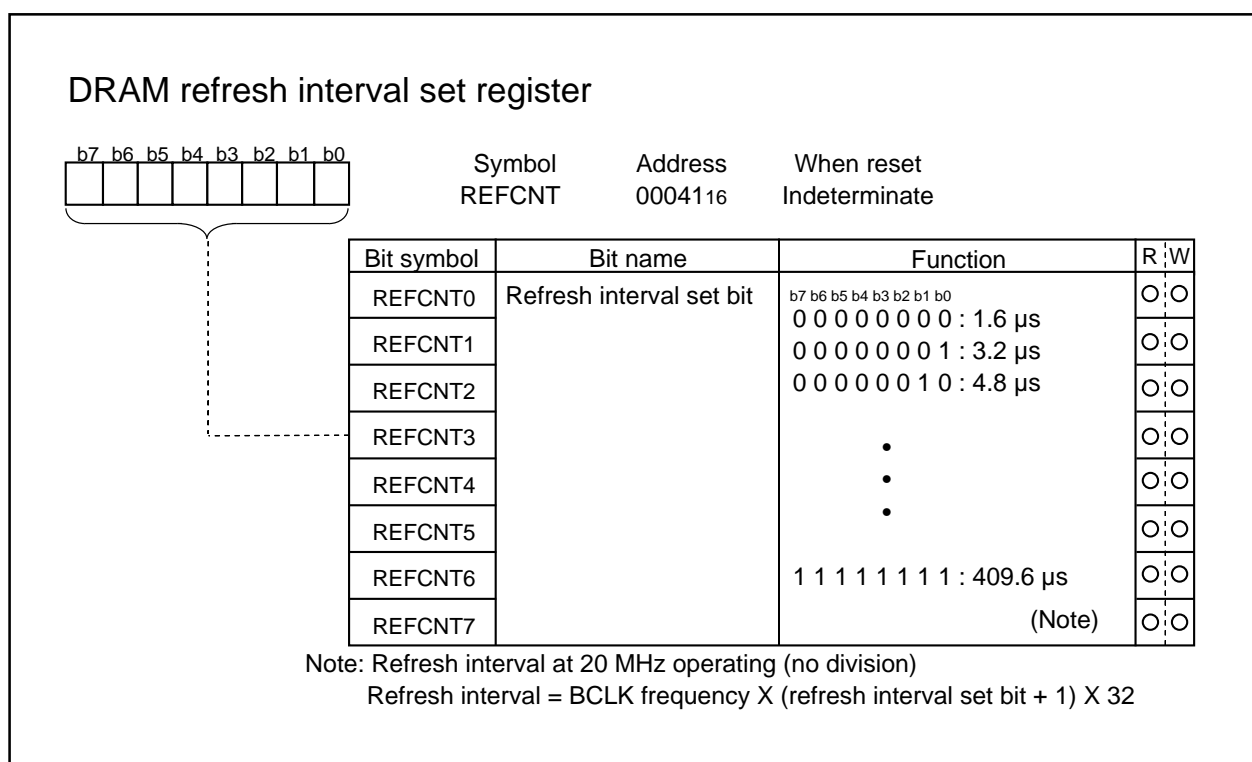 DRAM refresh interval set register
b7 b6 b5 b4 b3 b2 b1 b0
Symbol Address When reset
REFCNT 0004116 Indeterminate
Bit symbol Bit name Function R W
REFCNT0 Refresh interval set bit b7 b6 b5 b4 b3 b2 b1 b0
0 0 0 0 0 0 0 0 : 1.6 µs
REFCNT1 0 0 0 0 0 0 0 1 : 3.2 µs
REFCNT2 0 0 0 0 0 0 1 0 : 4.8 µs
REFCNT3
REFCNT4
REFCNT5
REFCNT6 1 1 1 1 1 1 1 1 : 409.6 µs
REFCNT7 (Note)
Note: Refresh interval at 20 MHz operating (no division)
Refresh interval = BCLK frequency X (refresh interval set bit + 1) X 32